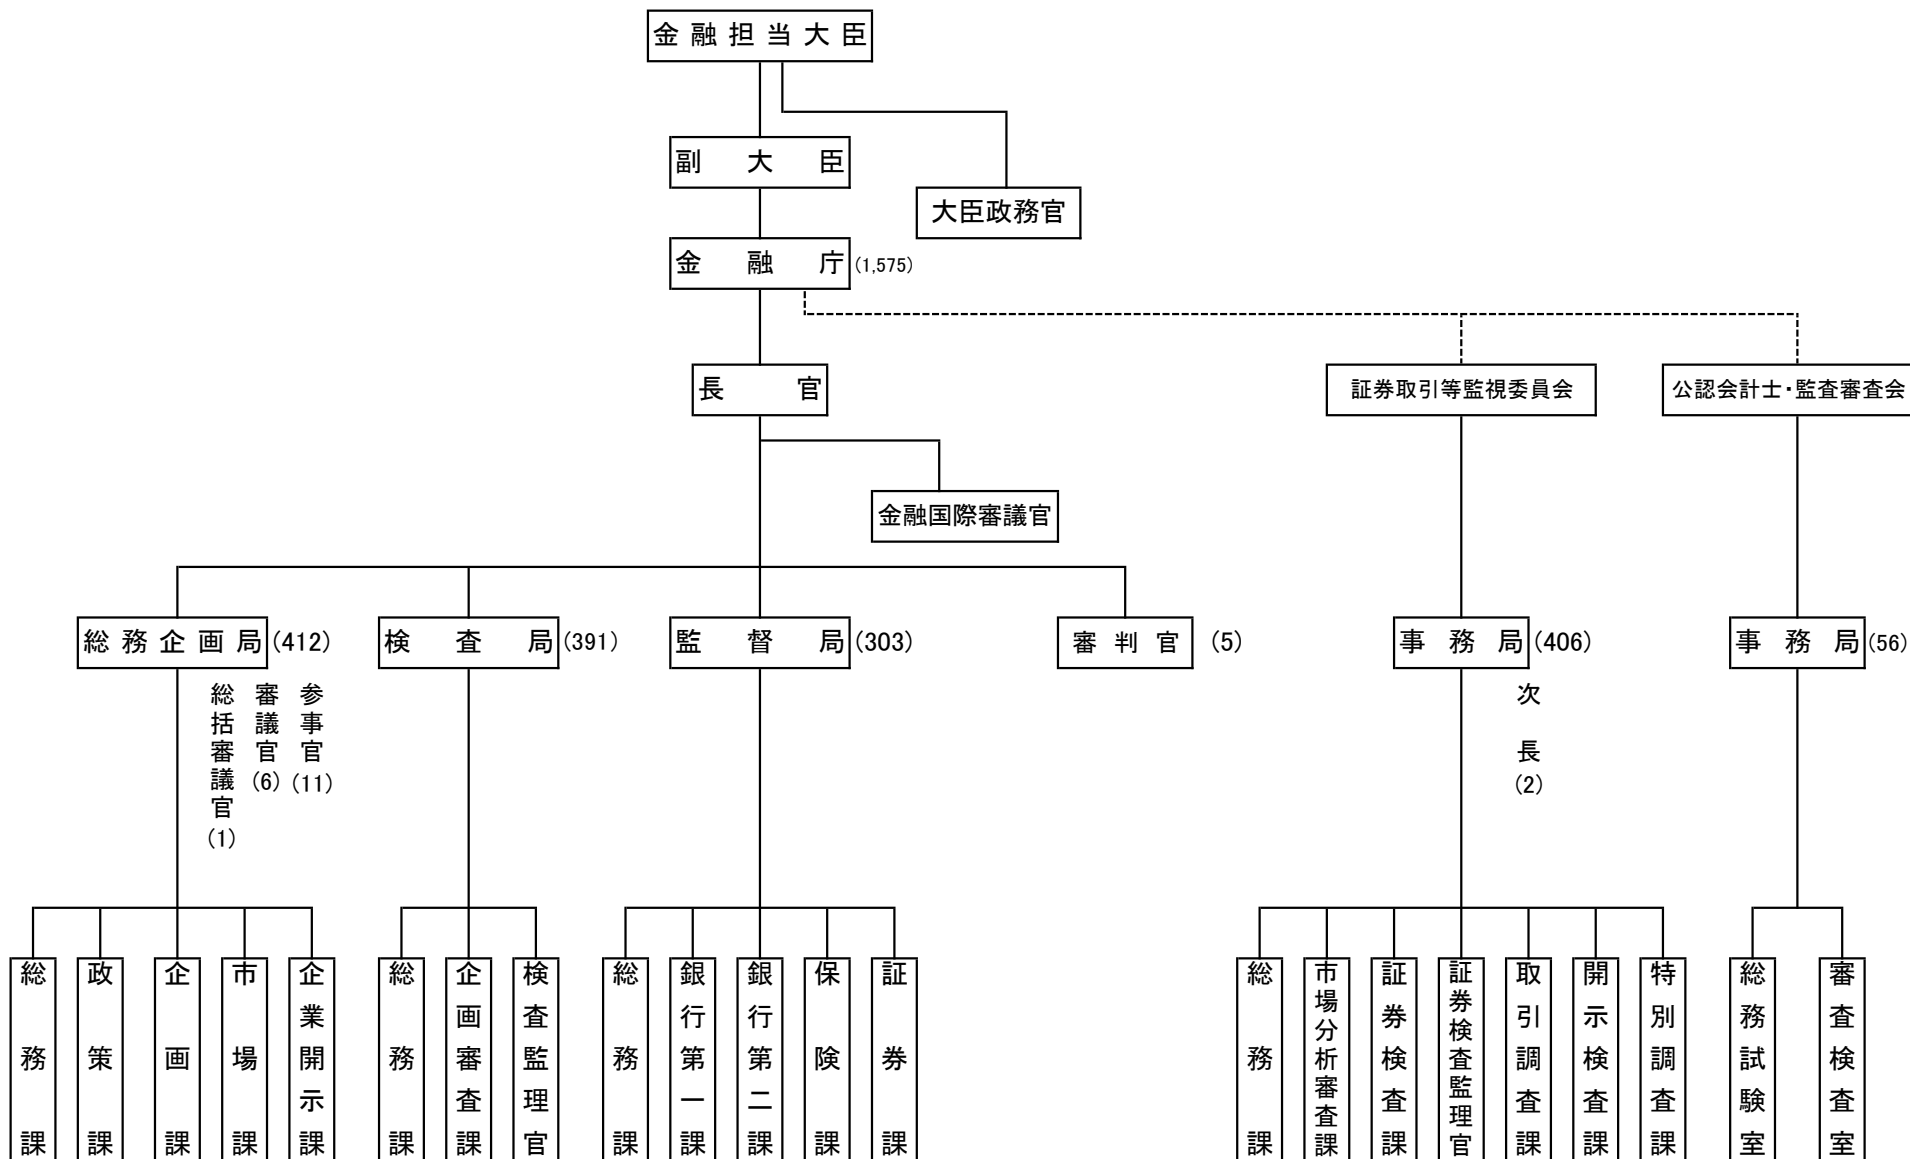 金融担当大臣
副大臣
大臣政務官
金融庁(1,575)
長官
証券取引等監視委員会
公認会計士・監査審査会
金融国際審議官
総務企画局(412)
検査局(391)
監督局(303)
審判官(5)
事務局(406)
事務局(56)
総括審議官(1)
審議官(6)
参事官(11)
次長(2)
総務課
政策課
企画課
市場課
企業開示課
総務課
企画審査課
検査監理官
総務課
銀行第一課
銀行第二課
保険課
証券課
総務課
市場分析審査課
証券検査課
証券検査監理官
取引調査課
開示検査課
特別調査課
総務試験室
審査検査室